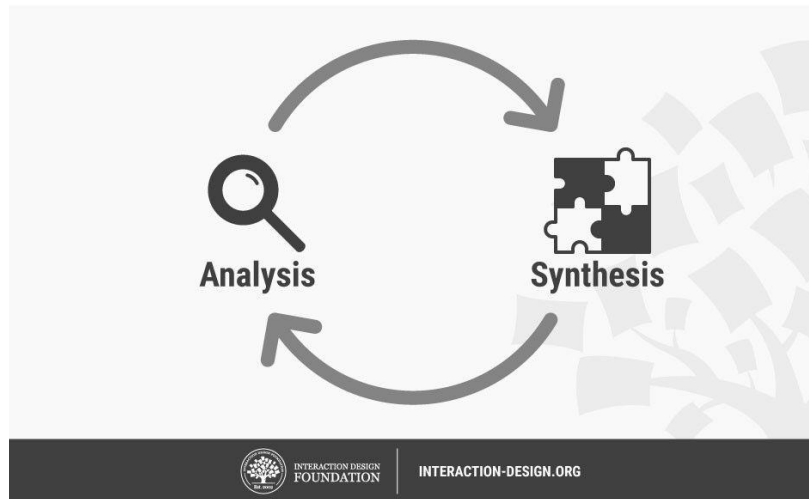 Analysis
Synthesis
INTERACTION DESIGN
FOUNDATION
INTERACTION-DESIGN.ORG